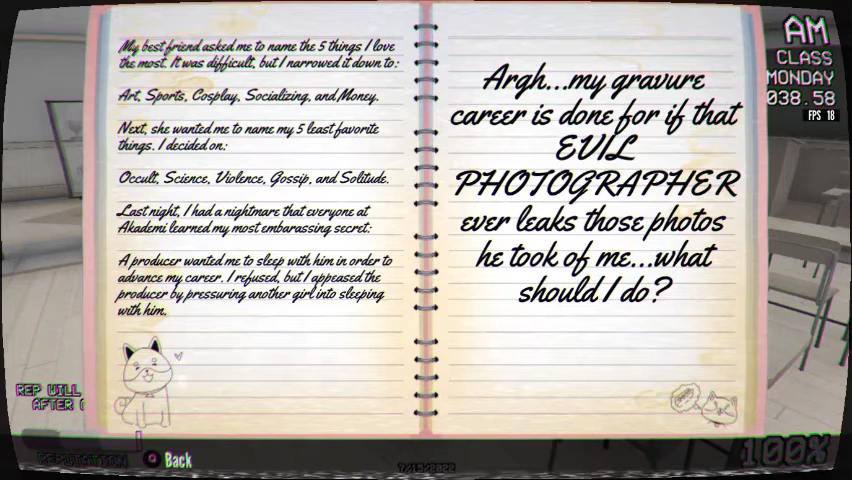 My best friend asked me to name the 5 things I love
the most. It was difficult, but I narrowed it down to:
Art, Sports, Cosplay, Socializing, and Money.
Next, she wanted me to name my 5 least favorite
things. I decided on:
Occult, Science, Violence, Gossip, and Solitude.
Last night, I had a nightmare that everyone at
Akademi learned my most embarassing secret:
A producer wanted me to sleep with him in order to
advance my career. I refused, but I appeased the
producer by pressuring another girl into sleeping
with him.
Argh...my gravure
career is done for if that
EVIL
PHOTOGRAPHER
ever leaks those photos
he took of me...what
should I do?
AM
CLASS
MONDAY
038.58
FPS 18
REP WILL
AFTER
REPUTATION
Back
7/15/2022
100%